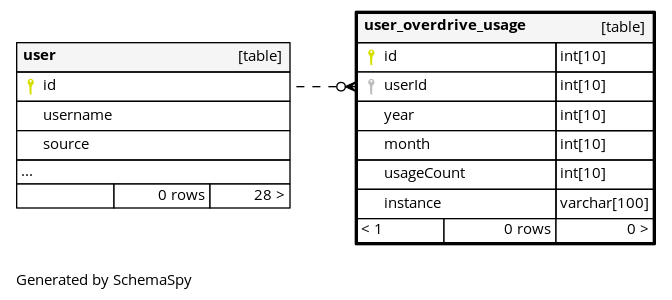 user [table]
id
username
source
...
0 rows 28 >
user_overdrive_usage [table]
id int[10]
userId int[10]
year int[10]
month int[10]
usageCount int[10]
instance varchar[100]
< 1 0 rows 0 >
Generated by SchemaSpy